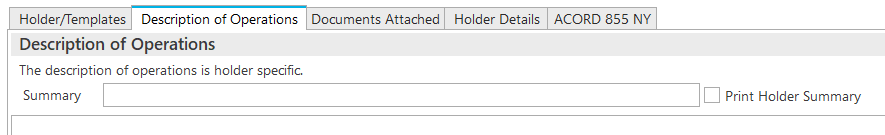 Holder/Templates Description of Operations Documents Attached Holder Details ACORD 855 NY
Description of Operations
The description of operations is holder specific.
Summary Print Holder Summary